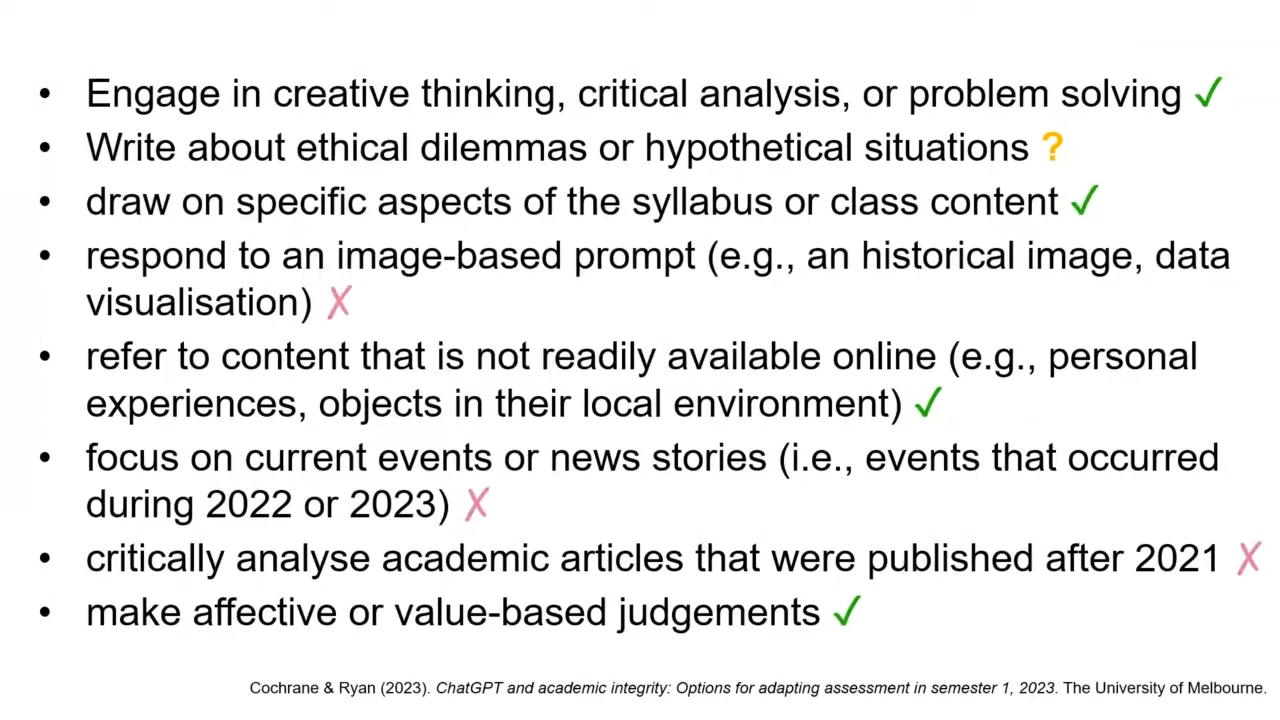 • Engage in creative thinking, critical analysis, or problem solving ✓
• Write about ethical dilemmas or hypothetical situations ?
• draw on specific aspects of the syllabus or class content ✓
• respond to an image-based prompt (e.g., an historical image, data
visualisation) ✗
• refer to content that is not readily available online (e.g., personal
experiences, objects in their local environment) ✓
• focus on current events or news stories (i.e., events that occurred
during 2022 or 2023) ✗
• critically analyse academic articles that were published after 2021 ✗
• make affective or value-based judgements ✓
Cochrane & Ryan (2023). ChatGPT and academic integrity: Options for adapting assessment in semester 1, 2023. The University of Melbourne.